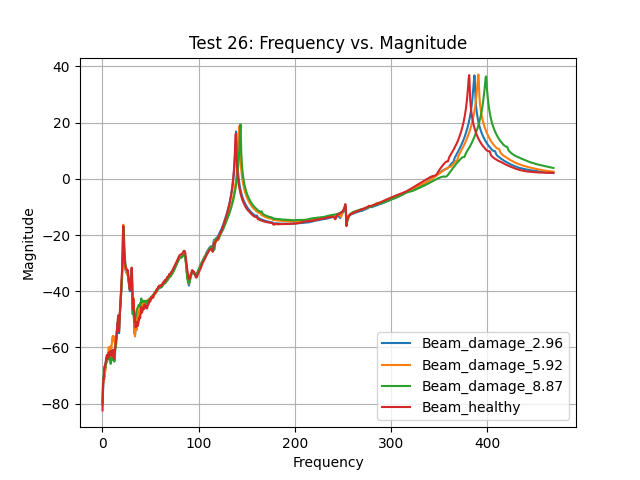 Test 26: Frequency vs. Magnitude
40
20
0
−20
−40
−60
−80
Magnitude
0
100
200
300
400
Frequency
Beam_damage_2.96
Beam_damage_5.92
Beam_damage_8.87
Beam_healthy